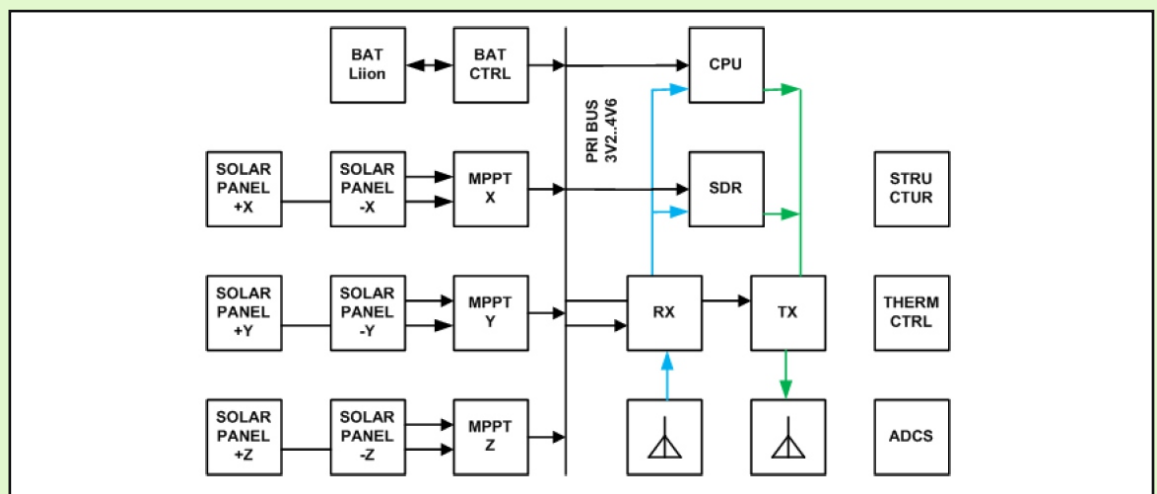 BAT
Liion
BAT
CTRL
PRI BUS
3V2..4V6
CPU
SOLAR
PANEL
+X
SOLAR
PANEL
-X
MPPT
X
SDR
STRU
CTUR
SOLAR
PANEL
+Y
SOLAR
PANEL
-Y
MPPT
Y
RX
TX
THERM
CTRL
SOLAR
PANEL
+Z
SOLAR
PANEL
-Z
MPPT
Z
ADCS